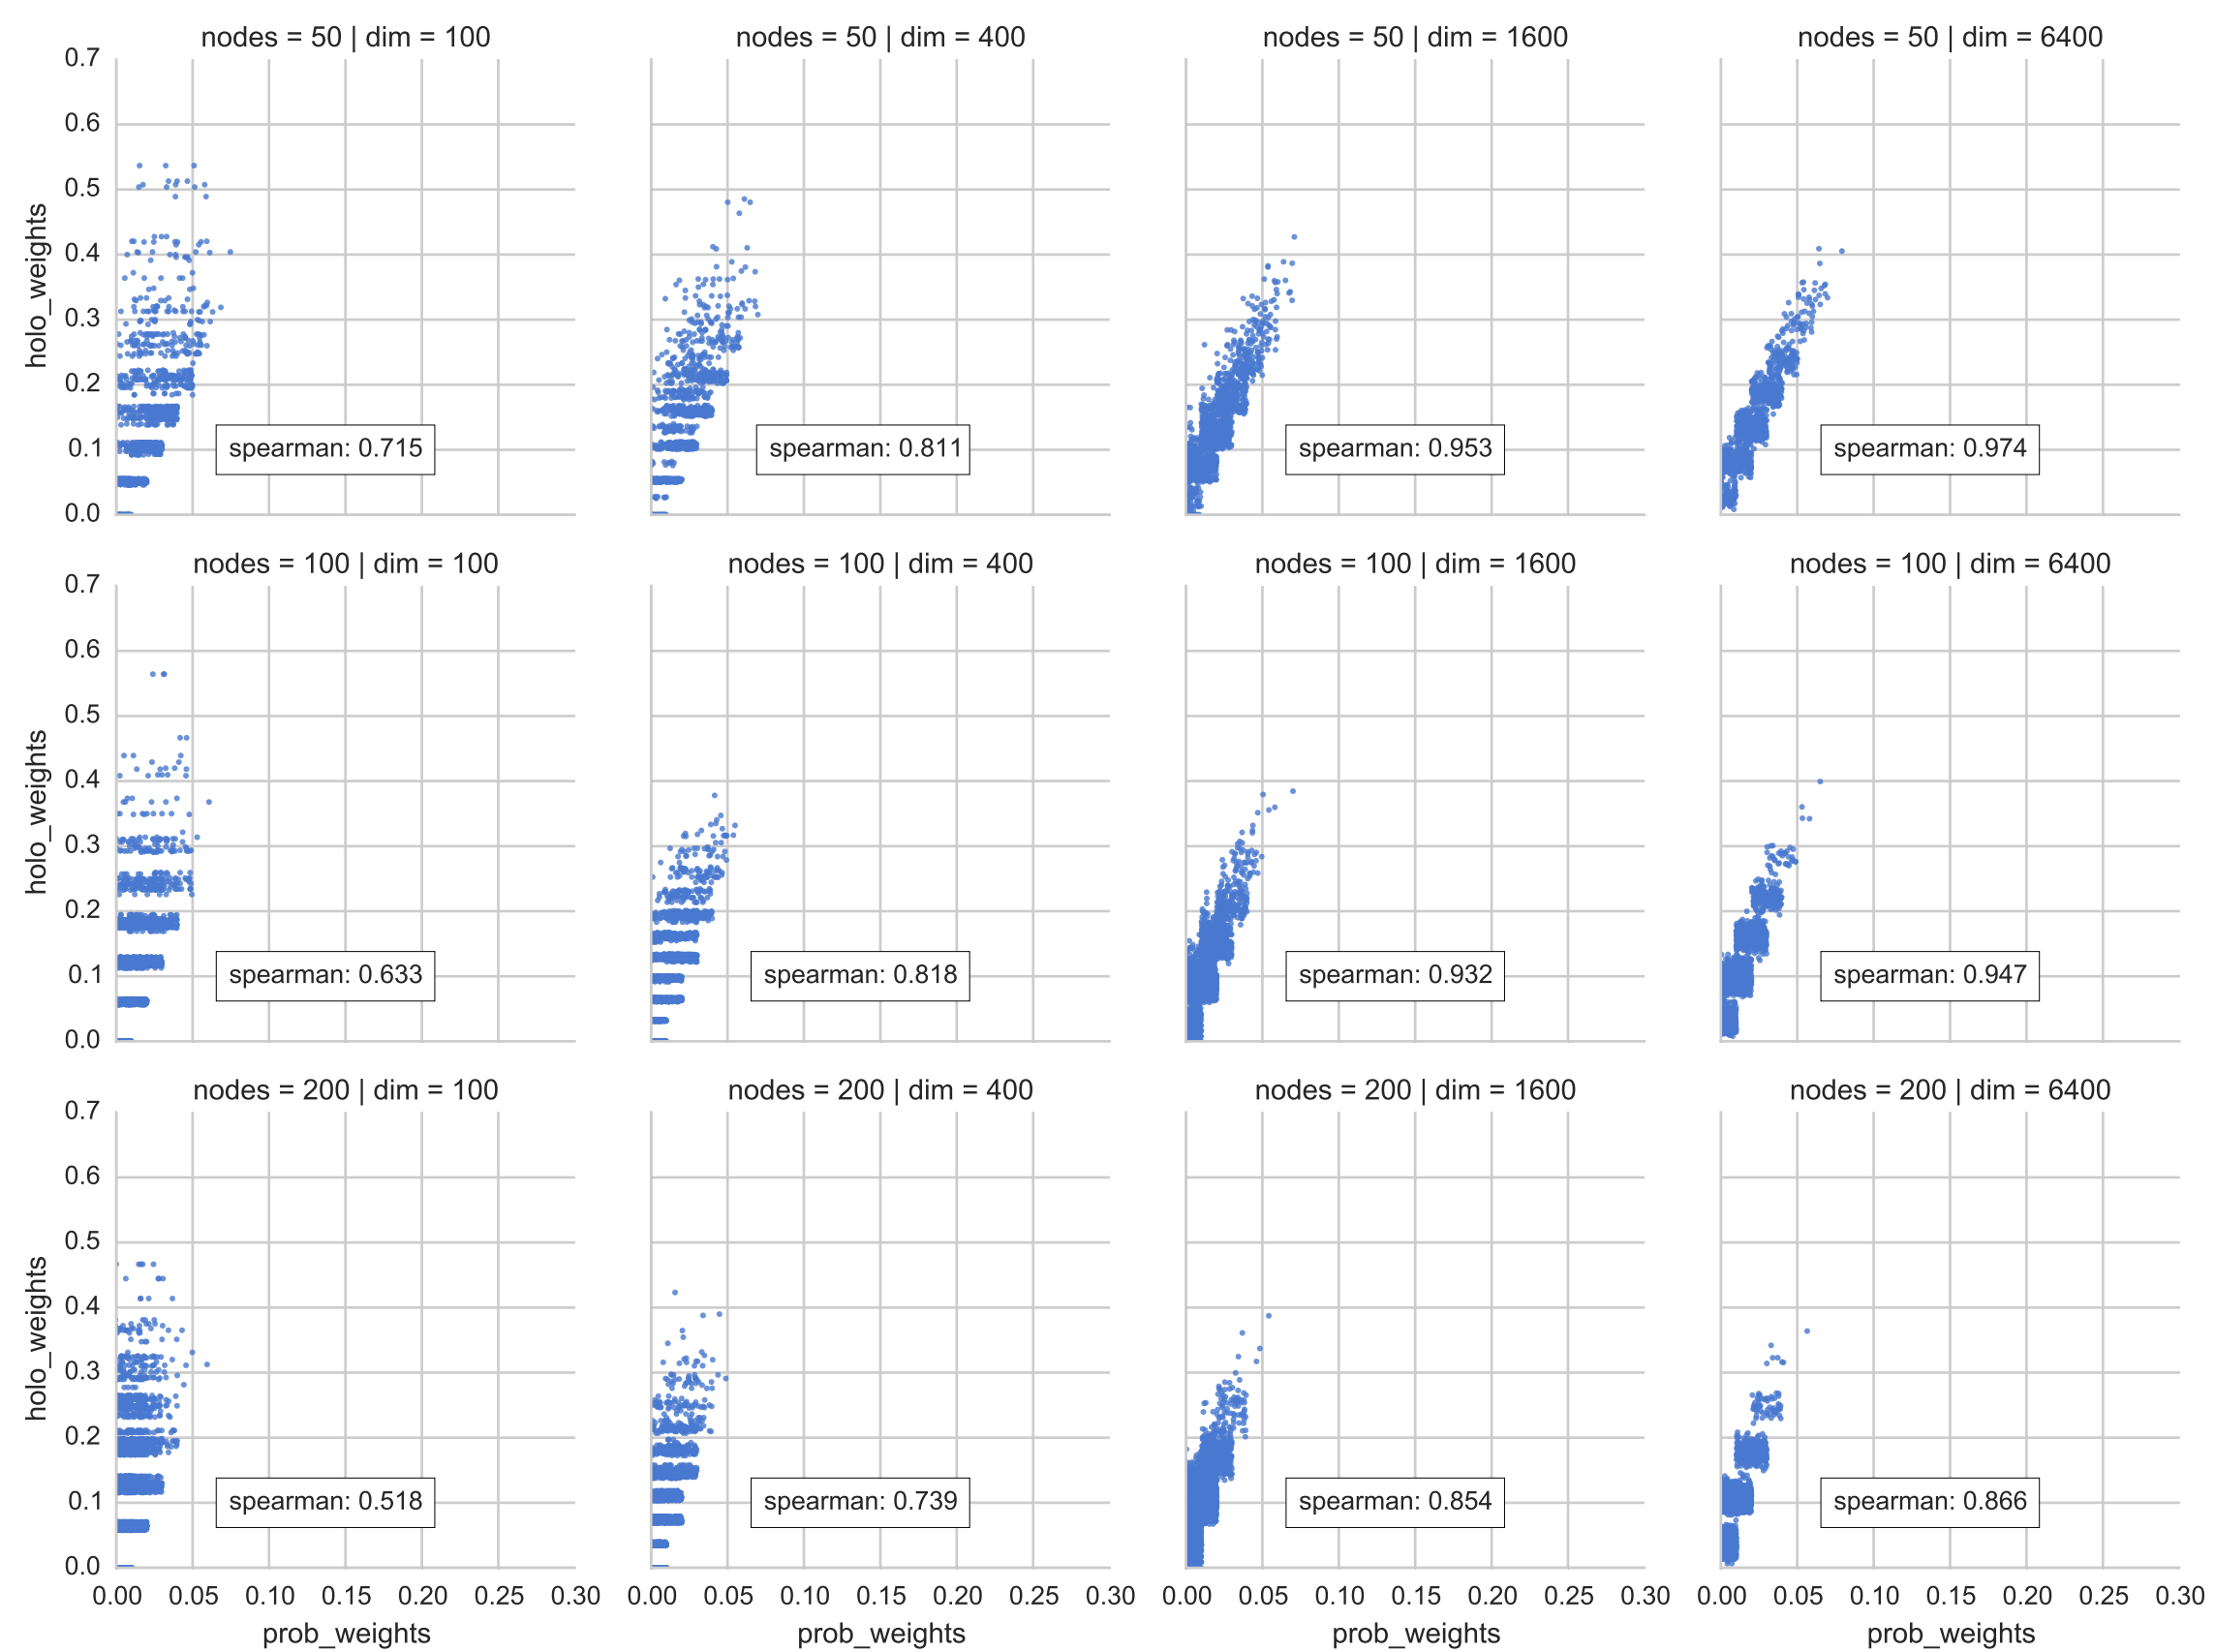 nodes = 50 | dim = 100
nodes = 50 | dim = 400
nodes = 50 | dim = 1600
nodes = 50 | dim = 6400
0.7
0.6
0.5
0.4
0.3
0.2
0.1
0.0
holo_weights
spearman: 0.715
spearman: 0.811
spearman: 0.953
spearman: 0.974
nodes = 100 | dim = 100
nodes = 100 | dim = 400
nodes = 100 | dim = 1600
nodes = 100 | dim = 6400
0.7
0.6
0.5
0.4
0.3
0.2
0.1
0.0
holo_weights
spearman: 0.633
spearman: 0.818
spearman: 0.932
spearman: 0.947
nodes = 200 | dim = 100
nodes = 200 | dim = 400
nodes = 200 | dim = 1600
nodes = 200 | dim = 6400
0.7
0.6
0.5
0.4
0.3
0.2
0.1
0.0
holo_weights
spearman: 0.518
spearman: 0.739
spearman: 0.854
spearman: 0.866
0.00 0.05 0.10 0.15 0.20 0.25 0.30
0.00 0.05 0.10 0.15 0.20 0.25 0.30
0.00 0.05 0.10 0.15 0.20 0.25 0.30
0.00 0.05 0.10 0.15 0.20 0.25 0.30
prob_weights
prob_weights
prob_weights
prob_weights